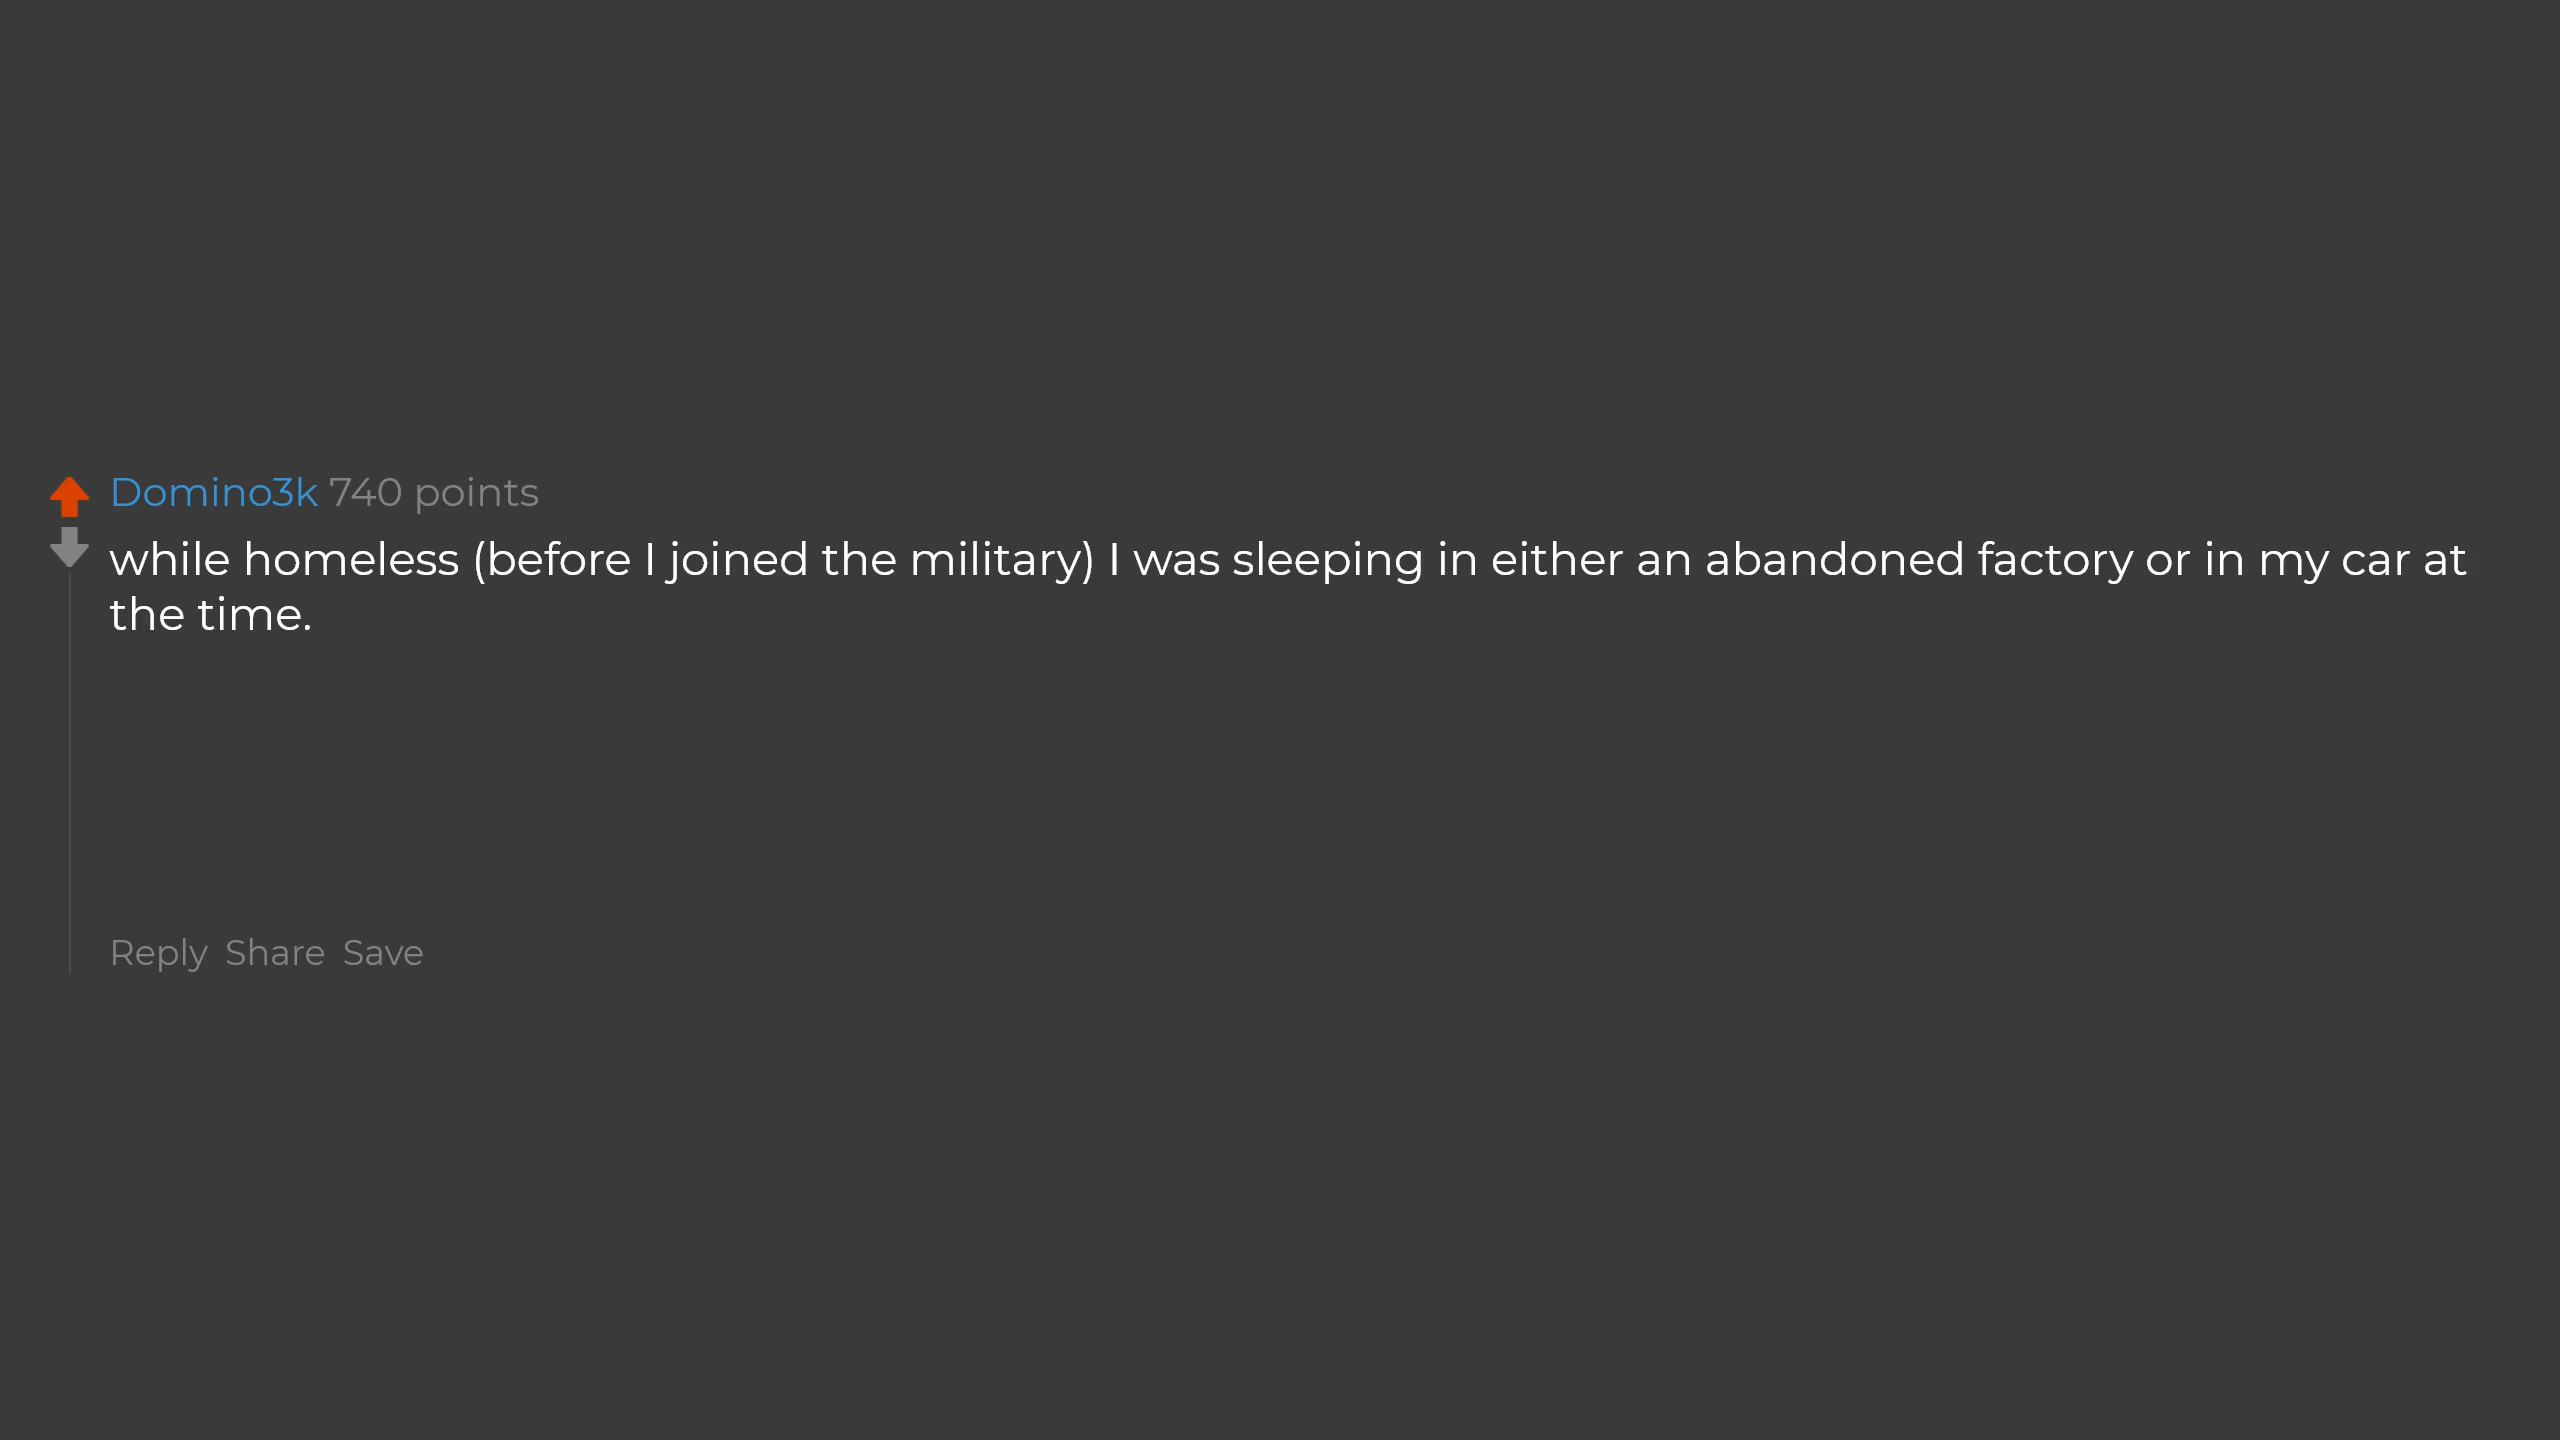 Domino3k 740 points
while homeless (before I joined the military) I was sleeping in either an abandoned factory or in my car at
the time.
Reply Share Save